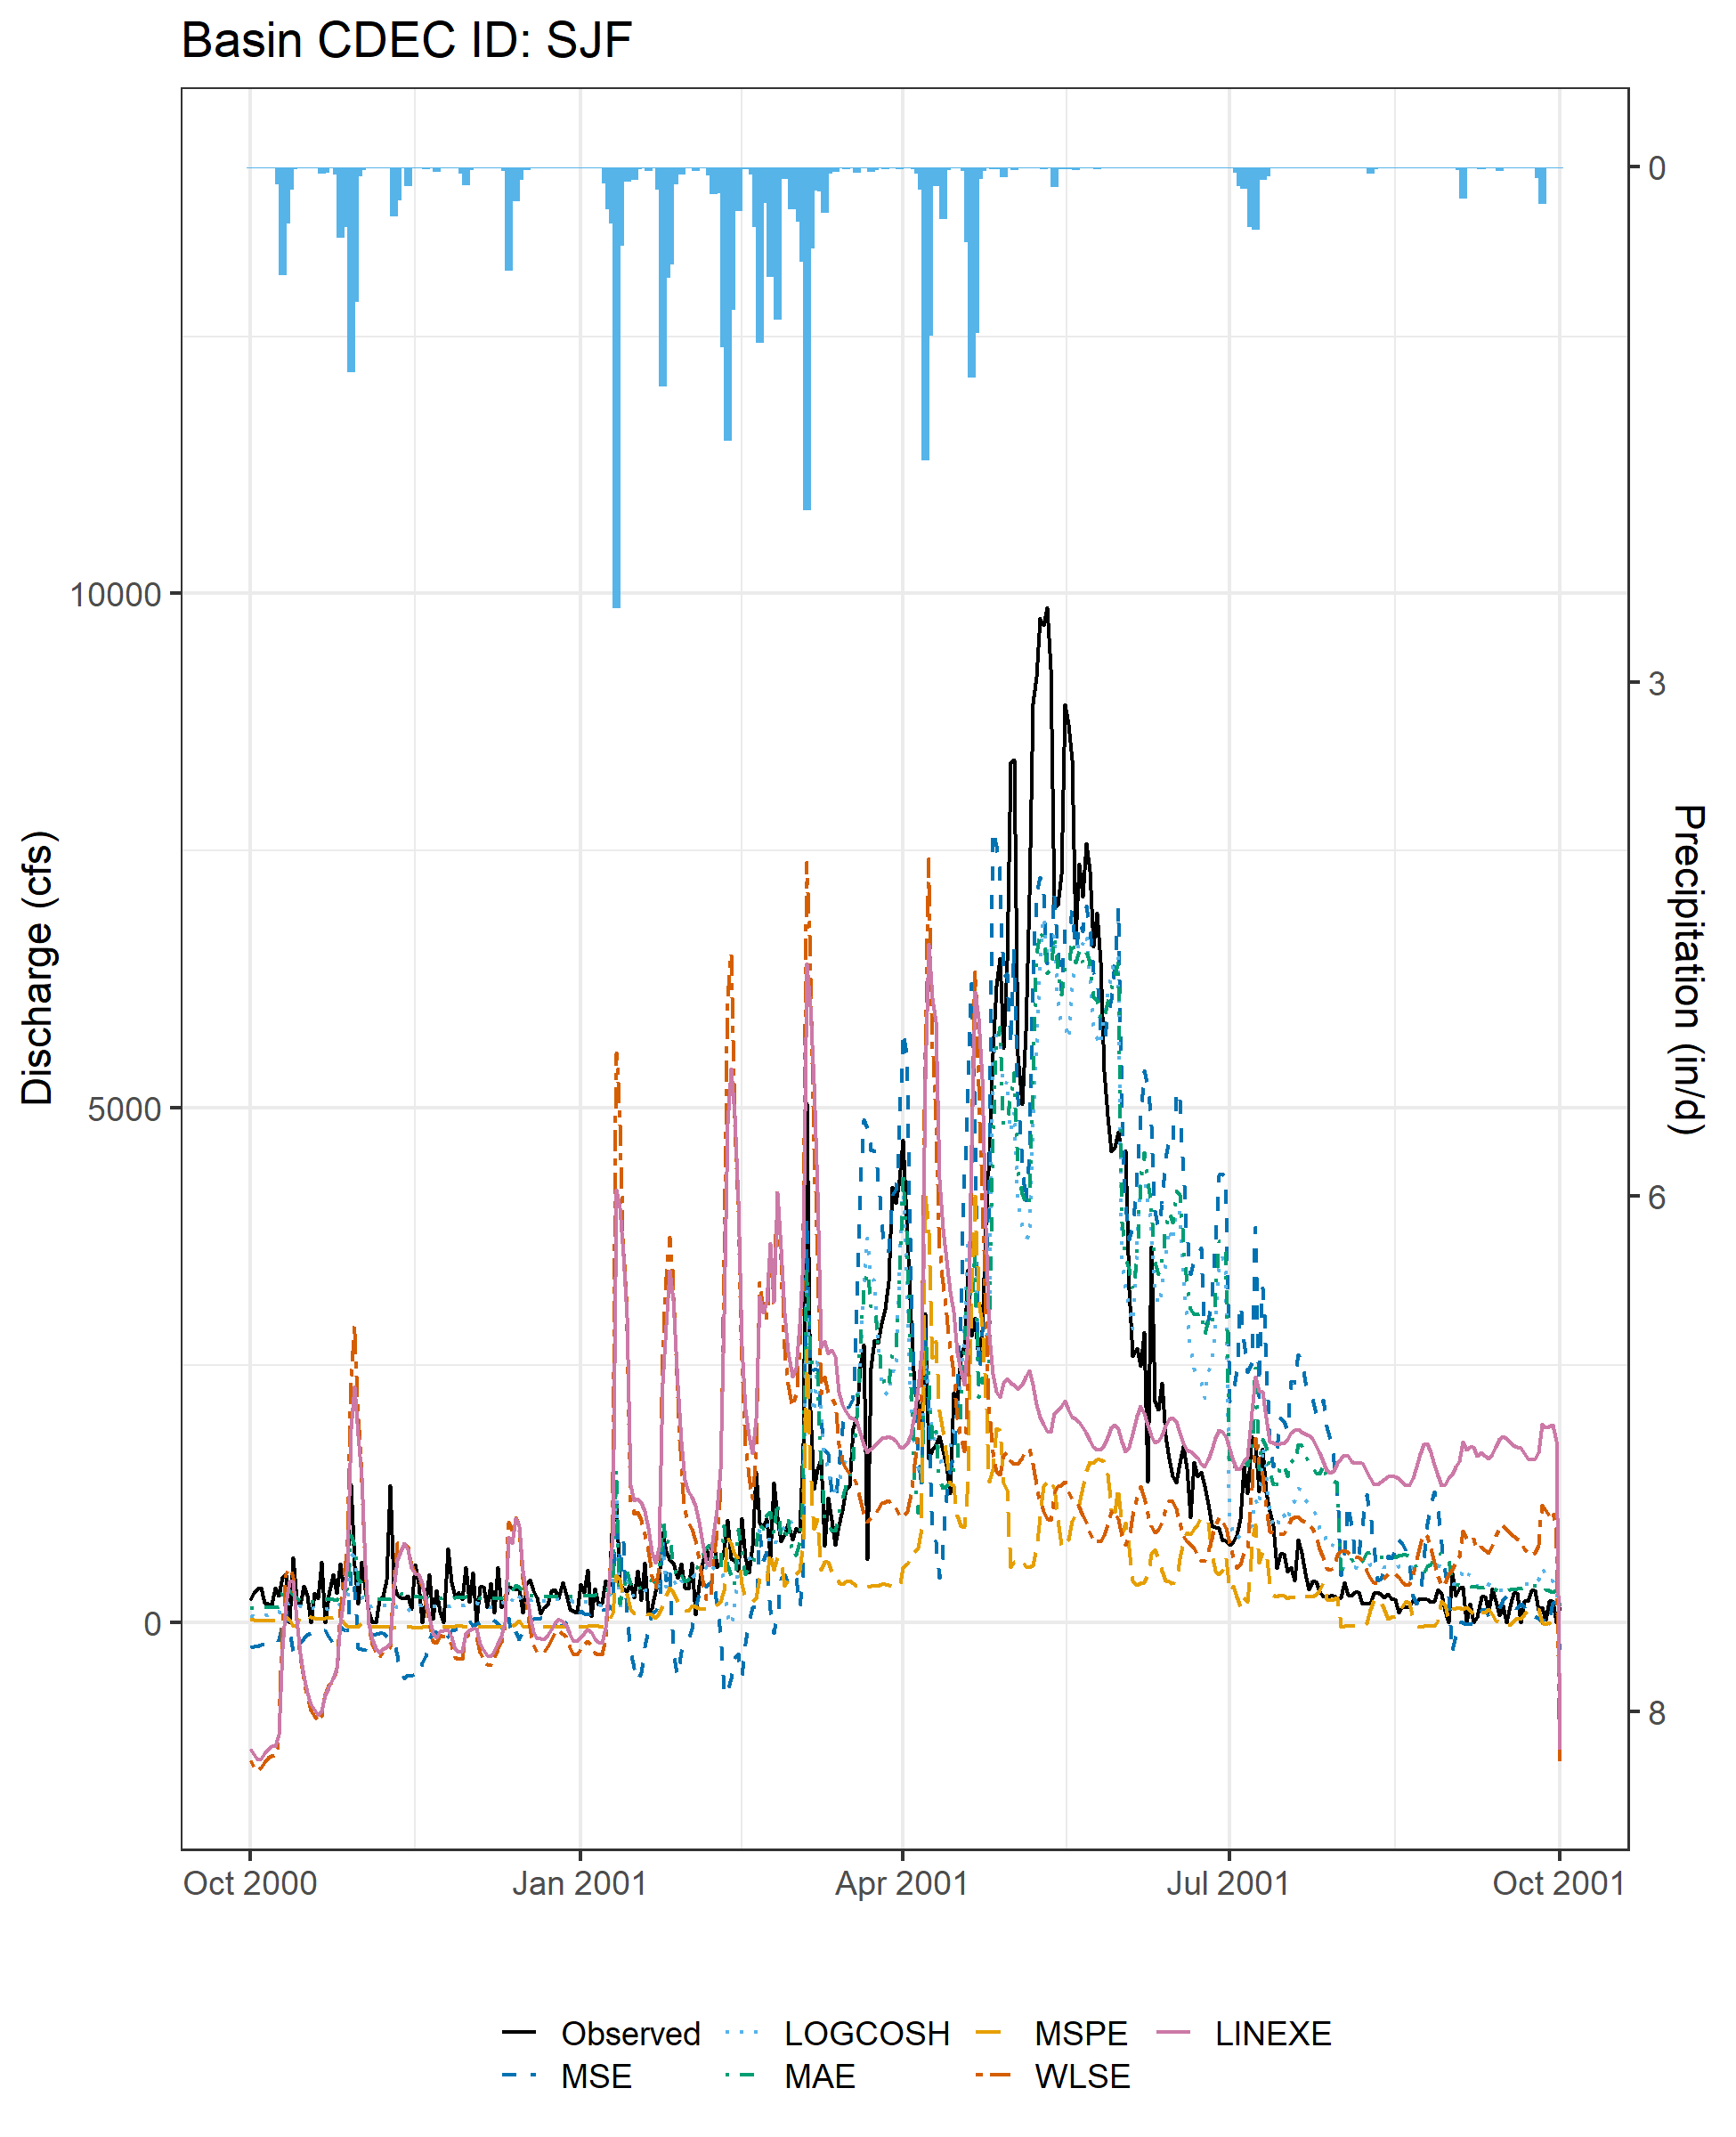 Basin CDEC ID: SJF
0
3
6
8
Precipitation (in/d)
10000
5000
0
Discharge (cfs)
Oct 2000 Jan 2001 Apr 2001 Jul 2001 Oct 2001
Observed LOGCOSH MSPE LINEXE
MSE MAE WLSE